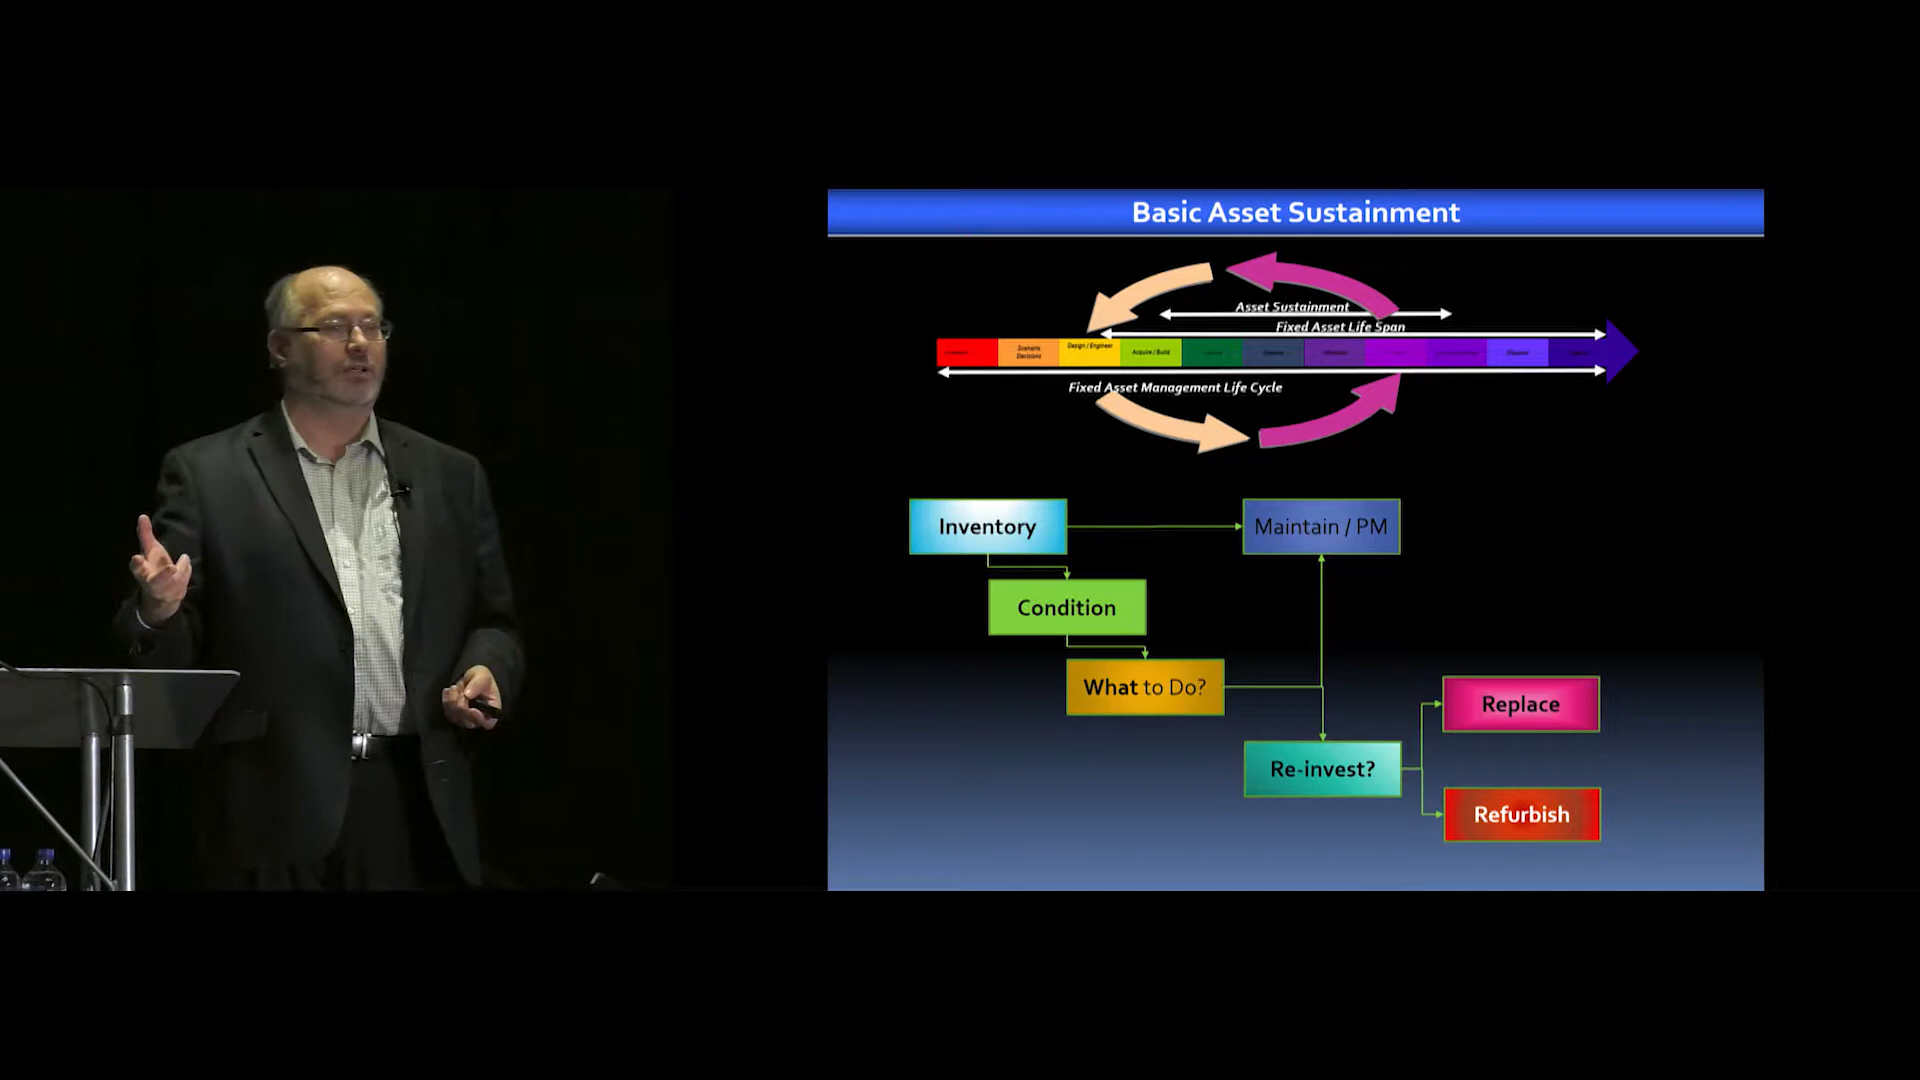 Basic Asset Sustainment
Asset Sustainment
Fixed Asset Life Span
Scenario
Decisions
Design / Engineer
Acquire / Build
Dispose
Fixed Asset Management Life Cycle
Inventory
Maintain / PM
Condition
What to Do?
Replace
Re-invest?
Refurbish